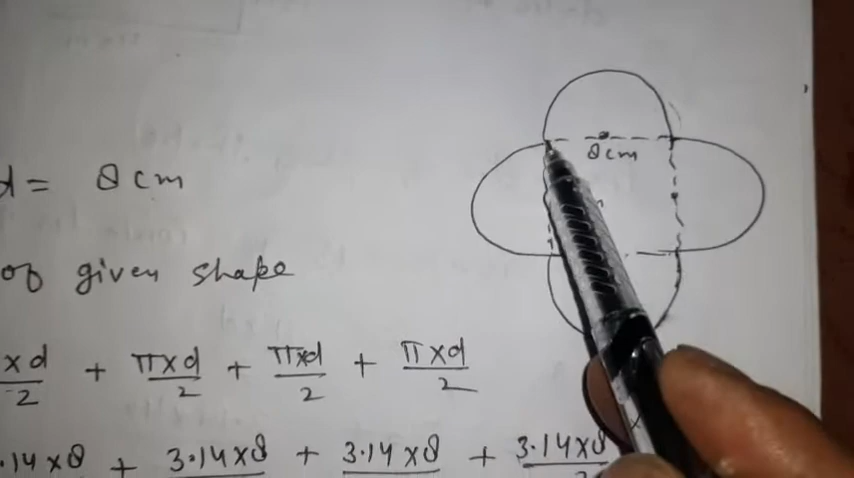 8cm
d = 8 cm
of given shape
x d / 2 + π x d / 2 + π x d / 2 + π x d / 2
.14 x 8 + 3.14 x 8 + 3.14 x 8 + 3.14 x 8